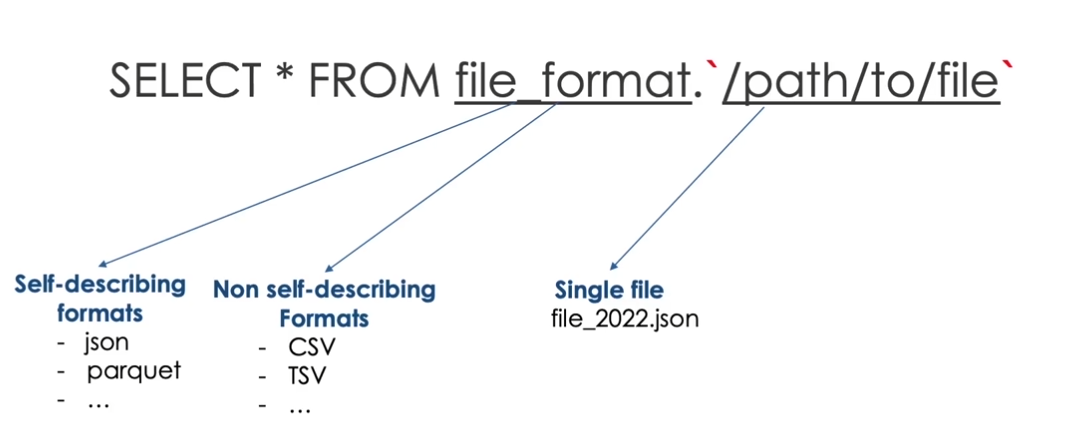 SELECT * FROM file_format.`/path/to/file`
Self-describing
formats
- json
- parquet
- ...
Non self-describing
Formats
- CSV
- TSV
- ...
Single file
file_2022.json